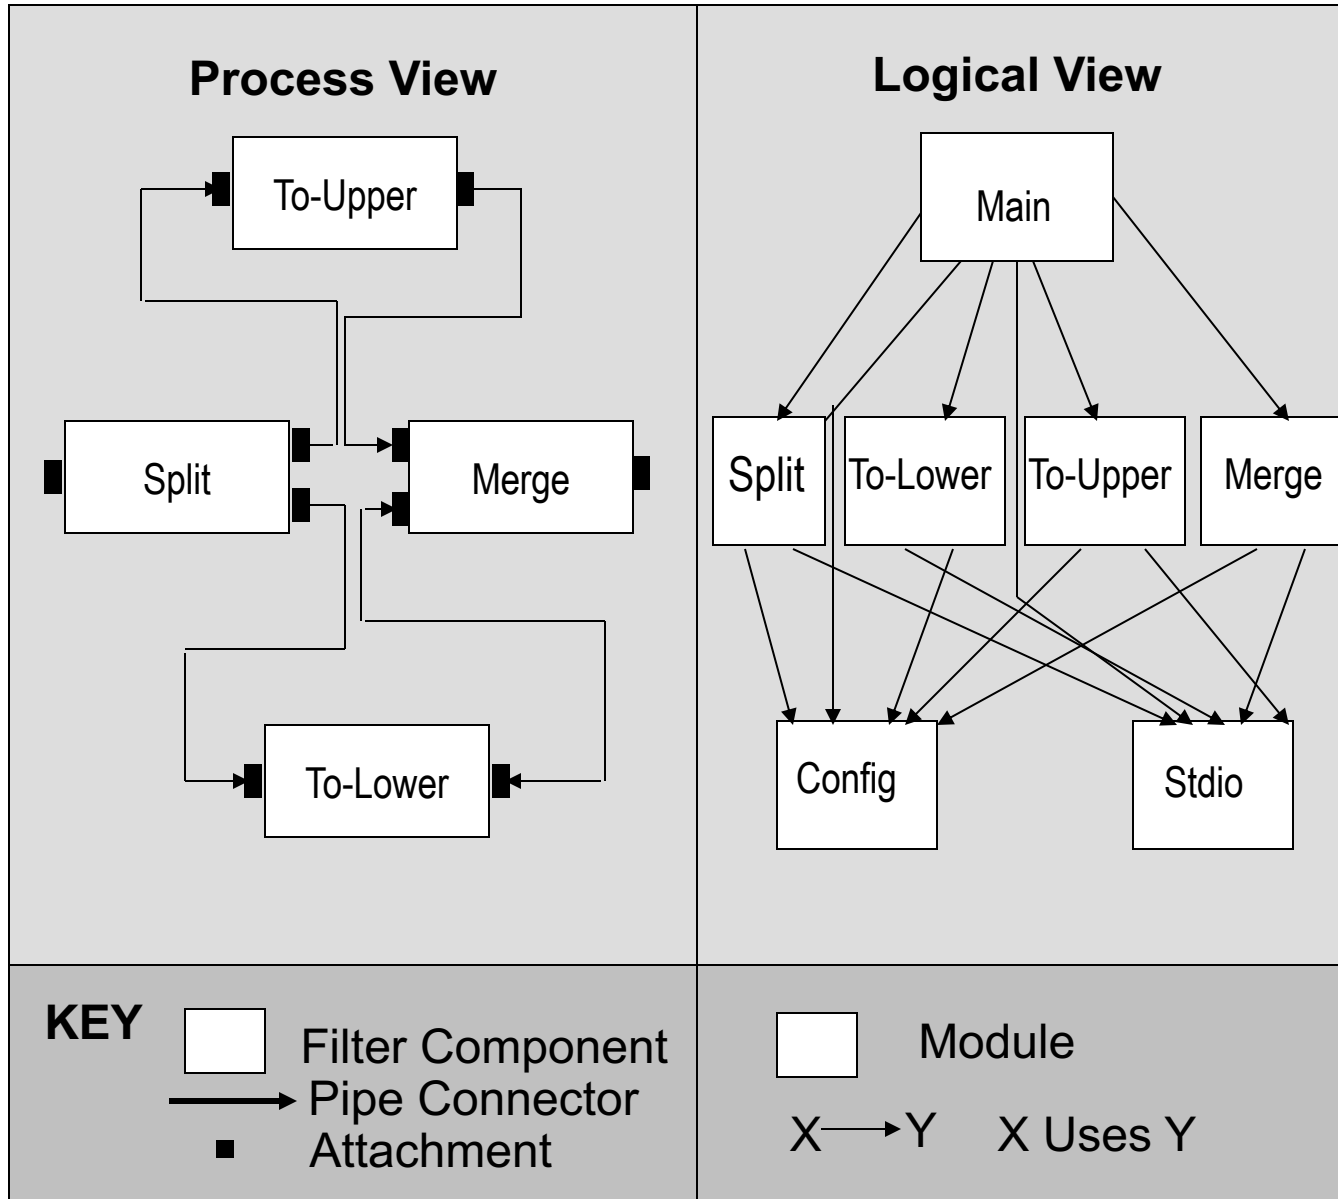 Process View
To-Upper
Split
Merge
To-Lower
Logical View
Main
Split
To-Lower
To-Upper
Merge
Config
Stdio
KEY
Filter Component
Pipe Connector
Attachment
Module
X Y X Uses Y